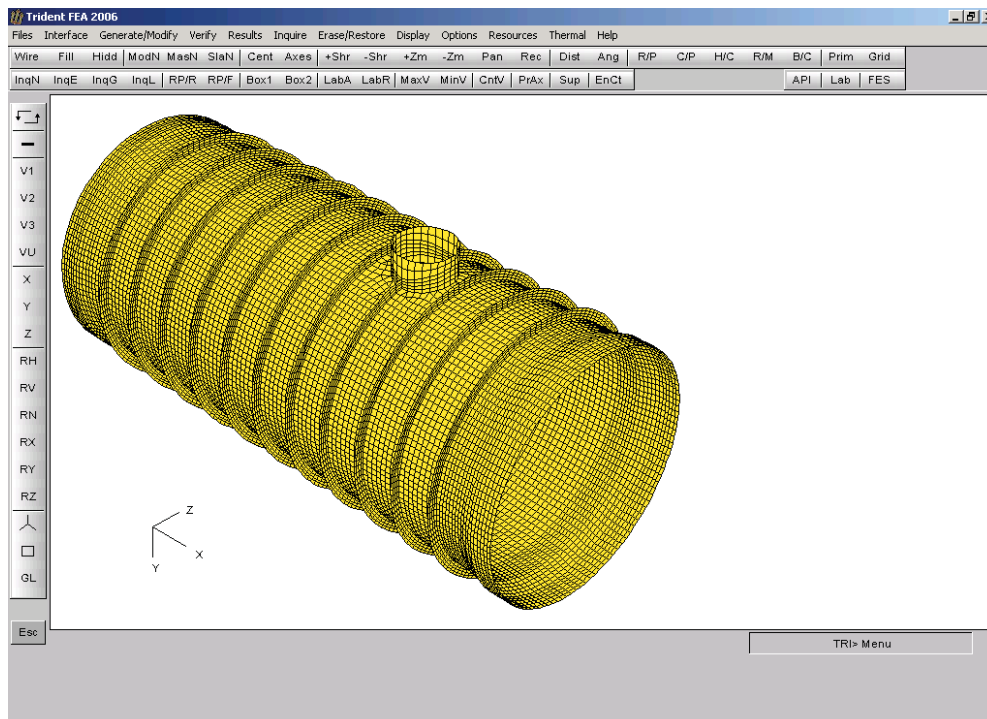 Trident FEA 2006
Files Interface Generate/Modify Verify Results Inquire Erase/Restore Display Options Resources Thermal Help
Wire Fill Hidd ModN MasN SlaN Cent Axes +Shr -Shr +Zm -Zm Pan Rec Dist Ang R/P C/P H/C R/M B/C Prim Grid
InqN InqE InqG InqL RP/R RP/F Box1 Box2 LabA LabR MaxV MinV CntV PrAx Sup EnCt API Lab FES
V1
V2
V3
VU
X
Y
Z
RH
RV
RN
RX
RY
RZ
GL
Esc
Z
X
Y
TRI> Menu